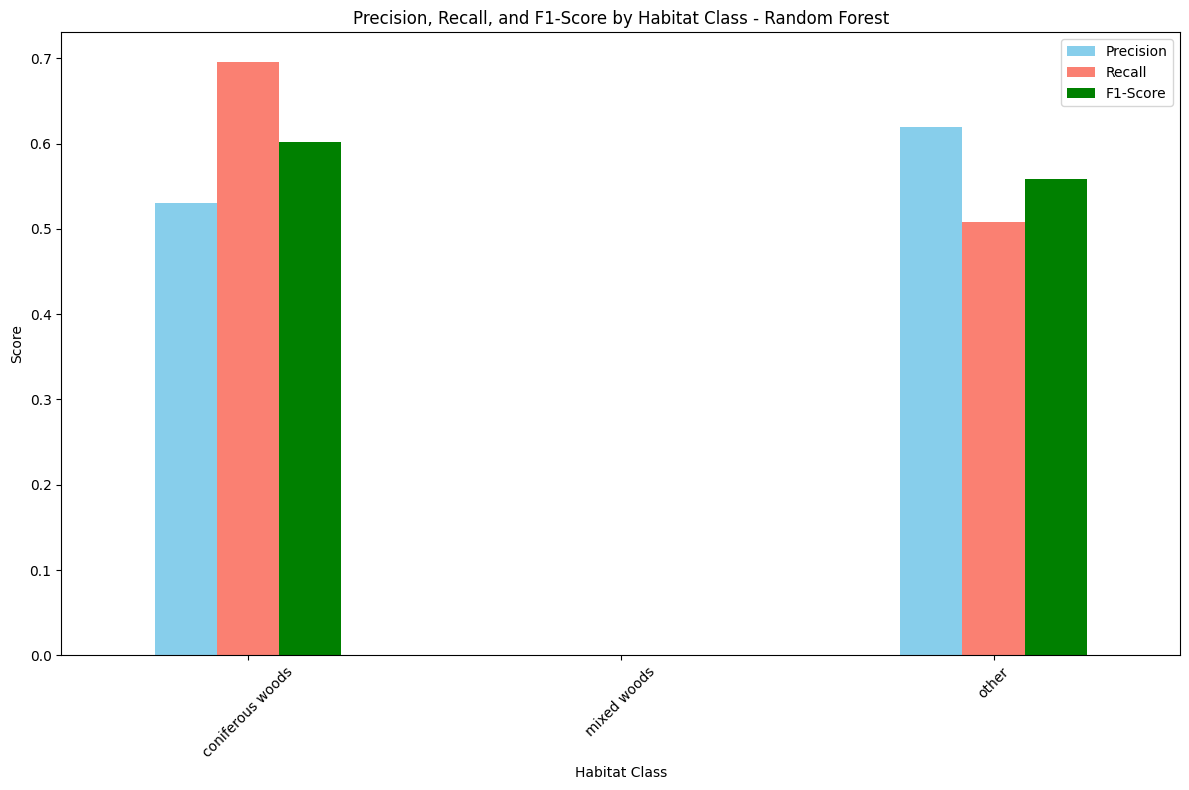 Precision, Recall, and F1-Score by Habitat Class - Random Forest
Precision
Recall
F1-Score
Score
0.7
0.6
0.5
0.4
0.3
0.2
0.1
0.0
coniferous woods
mixed woods
other
Habitat Class